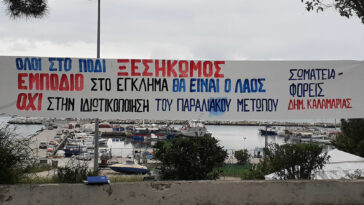 ΟΛΟΙ ΣΤΟ ΠΟΔΙ ΞΕΣΗΚΩΜΟΣ
ΕΜΠΟΔΙΟ ΣΤΟ ΕΓΚΛΗΜΑ ΘΑ ΕΙΝΑΙ Ο ΛΑΟΣ
ΟΧΙ ΣΤΗΝ ΙΔΙΩΤΙΚΟΠΟΙΗΣΗ ΤΟΥ ΠΑΡΑΛΙΑΚΟΥ ΜΕΤΩΠΟΥ
ΣΩΜΑΤΕΙΑ-
ΦΟΡΕΙΣ
ΔΗΜ. ΚΑΛΑΜΑΡΙΑΣ